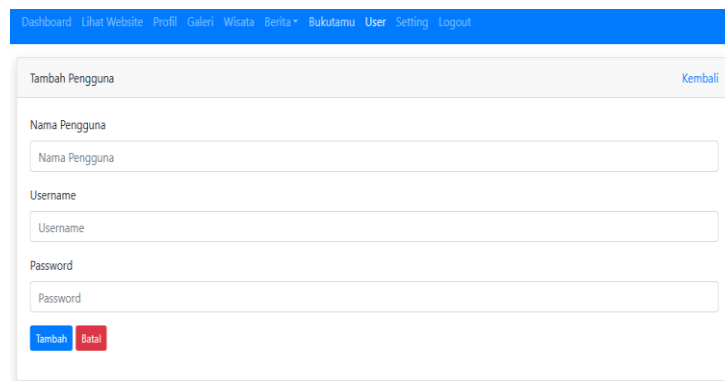 Dashboard Lihat Website Profil Galeri Wisata Berita Bukutamu User Setting Logout
Tambah Pengguna Kembali
Nama Pengguna
Nama Pengguna
Username
Username
Password
Password
Tambah Batal